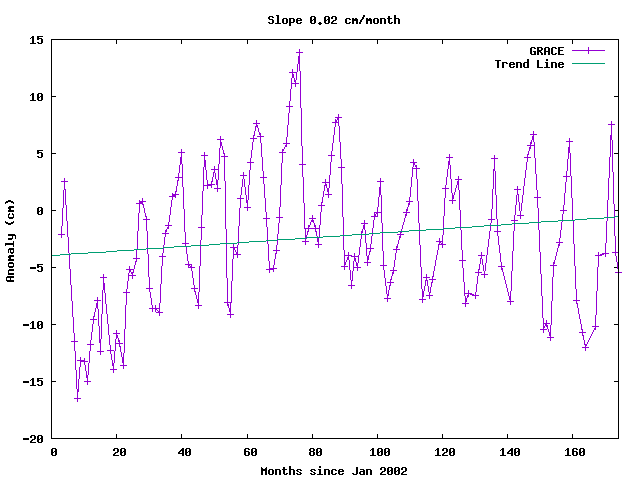 Slope 0.02 cm/month
GRACE
Trend Line
15
10
5
0
-5
-10
-15
-20
Anomaly (cm)
0 20 40 60 80 100 120 140 160
Months since Jan 2002